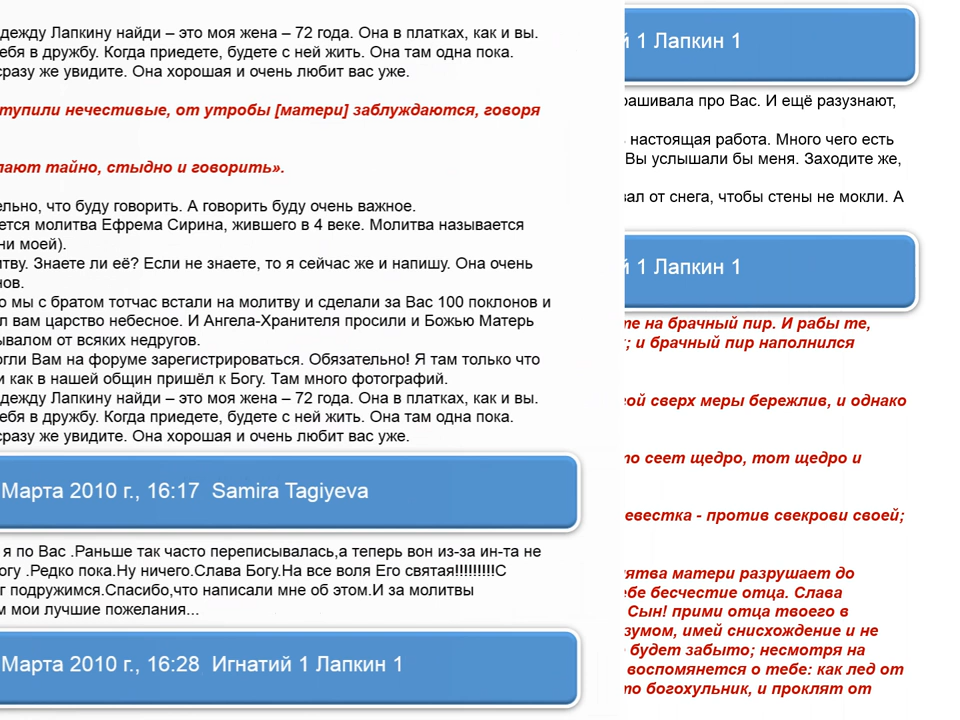 дежду Лапкину найди – это моя жена – 72 года. Она в платках, как и вы.
ебя в дружбу. Когда приедете, будете с ней жить. Она там одна пока.
сразу же увидите. Она хорошая и очень любит вас уже.
тупили нечестивые, от утробы [матери] заблуждаются, говоря
лают тайно, стыдно и говорить».
ельно, что буду говорить. А говорить буду очень важное.
ется молитва Ефрема Сирина, жившего в 4 веке. Молитва называется
ни моей).
итву. Знаете ли её? Если не знаете, то я сейчас же и напишу. Она очень
нов.
о мы с братом тотчас встали на молитву и сделали за Вас 100 поклонов и
л вам царство небесное. И Ангела-Хранителя просили и Божью Матерь
ывалом от всяких недругов.
огли Вам на форуме зарегистрироваться. Обязательно! Я там только что
и как в нашей общин пришёл к Богу. Там много фотографий.
дежду Лапкину найди – это моя жена – 72 года. Она в платках, как и вы.
ебя в дружбу. Когда приедете, будете с ней жить. Она там одна пока.
сразу же увидите. Она хорошая и очень любит вас уже.
Марта 2010 г., 16:17 Samira Tagiyeva
я по Вас .Раньше так часто переписывалась,а теперь вон из-за ин-та не
огу .Редко пока.Ну ничего.Слава Богу.На все воля Его святая!!!!!!!!!С
г подружимся.Спасибо,что написали мне об этом.И за молитвы
м мои лучшие пожелания...
Марта 2010 г., 16:28 Игнатий 1 Лапкин 1
й 1 Лапкин 1
рашивала про Вас. И ещё разузнают,
настоящая работа. Много чего есть
Вы услышали бы меня. Заходите же,
вал от снега, чтобы стены не мокли. А
й 1 Лапкин 1
те на брачный пир. И рабы те,
; и брачный пир наполнился
гой сверх меры бережлив, и однако
то сеет щедро, тот щедро и
евестка - против свекрови своей;
лятва матери разрушает до
ебе бесчестие отца. Слава
Сын! прими отца твоего в
зумом, имей снисхождение и не
будет забыто; несмотря на
воспомянется о тебе: как лед от
то богохульник, и проклят от